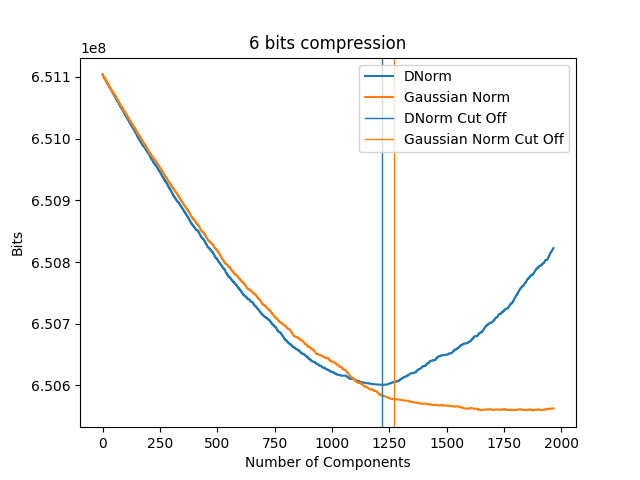 6 bits compression
1e8
6.511
6.510
6.509
6.508
6.507
6.506
Bits
DNorm
Gaussian Norm
DNorm Cut Off
Gaussian Norm Cut Off
0 250 500 750 1000 1250 1500 1750 2000
Number of Components